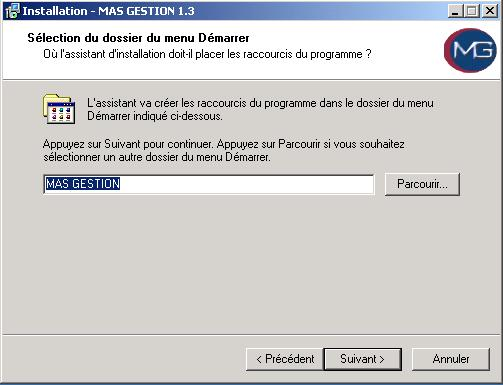 Installation - MAS GESTION 1.3
Sélection du dossier du menu Démarrer
Où l'assistant d'installation doit-il placer les raccourcis du programme ?
MG
L'assistant va créer les raccourcis du programme dans le dossier du menu
Démarrer indiqué ci-dessous.
Appuyez sur Suivant pour continuer. Appuyez sur Parcourir si vous souhaitez
sélectionner un autre dossier du menu Démarrer.
MAS GESTION
Parcourir...
< Précédent
Suivant >
Annuler